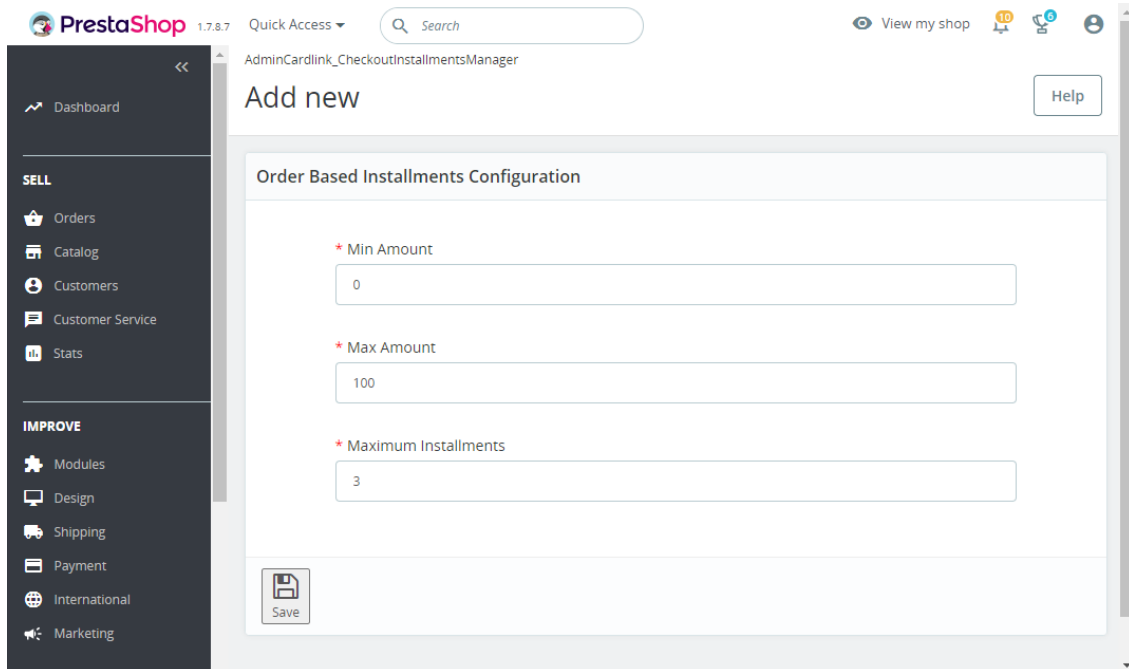 PrestaShop 1.7.8.7 Quick Access Search View my shop 10 6
AdminCardlink_CheckoutInstallmentsManager
Add new
Help
Dashboard
SELL
Orders
Catalog
Customers
Customer Service
Stats
IMPROVE
Modules
Design
Shipping
Payment
International
Marketing
Order Based Installments Configuration
* Min Amount
0
* Max Amount
100
* Maximum Installments
3
Save